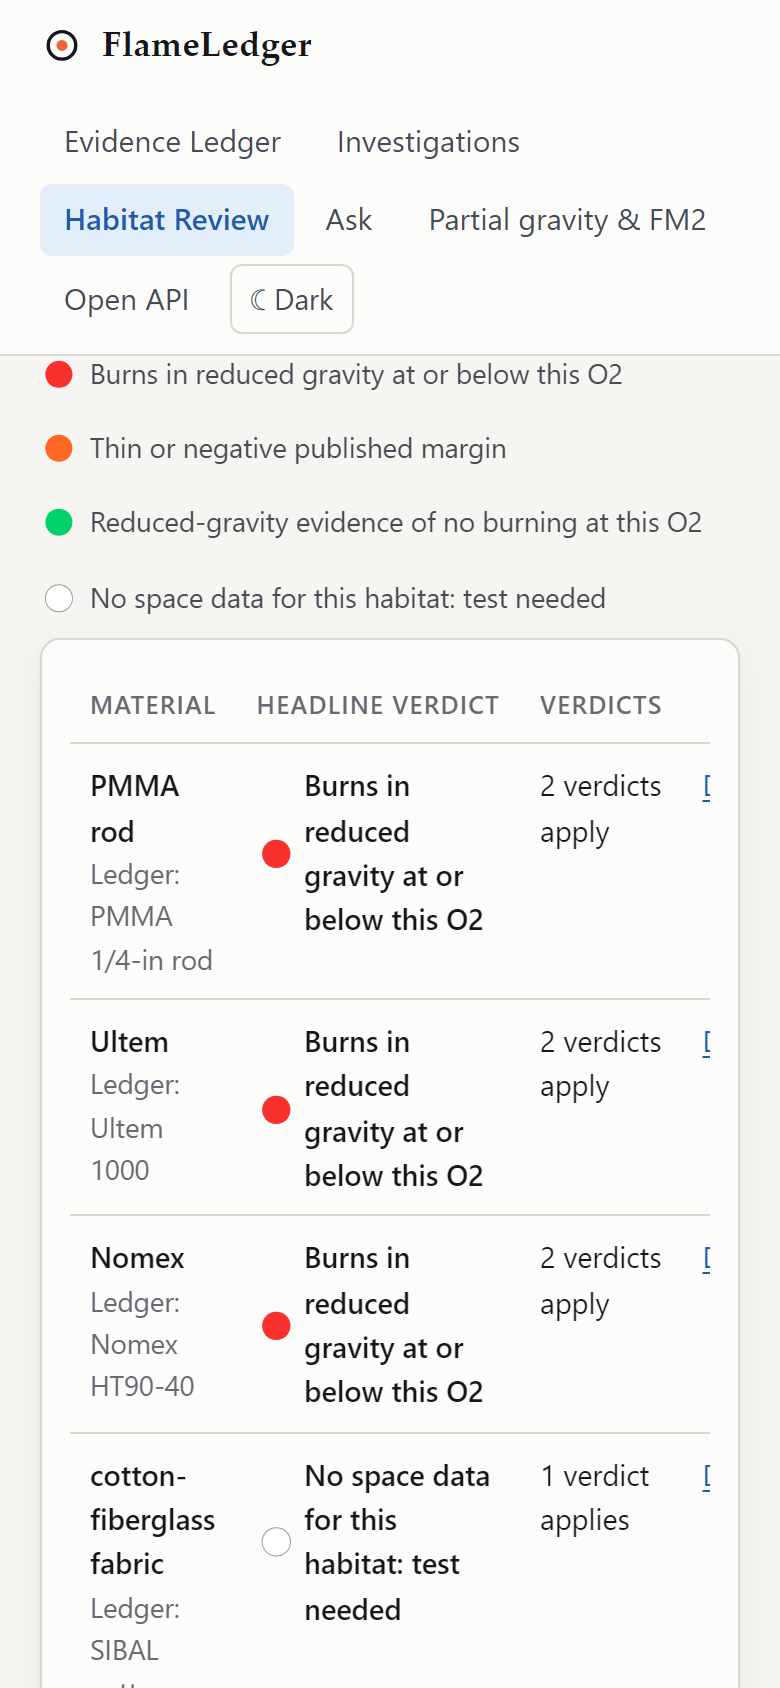 FlameLedger
Evidence Ledger Investigations
Habitat Review Ask Partial gravity & FM2
Open API ☾ Dark
Burns in reduced gravity at or below this O2
Thin or negative published margin
Reduced-gravity evidence of no burning at this O2
No space data for this habitat: test needed
MATERIAL HEADLINE VERDICT VERDICTS
PMMA
rod
Ledger:
PMMA
1/4-in rod
Burns in
reduced
gravity at or
below this O2
2 verdicts
apply
Ultem
Ledger:
Ultem
1000
Burns in
reduced
gravity at or
below this O2
2 verdicts
apply
Nomex
Ledger:
Nomex
HT90-40
Burns in
reduced
gravity at or
below this O2
2 verdicts
apply
cotton-
fiberglass
fabric
Ledger:
SIBAL
No space data
for this
habitat: test
needed
1 verdict
applies